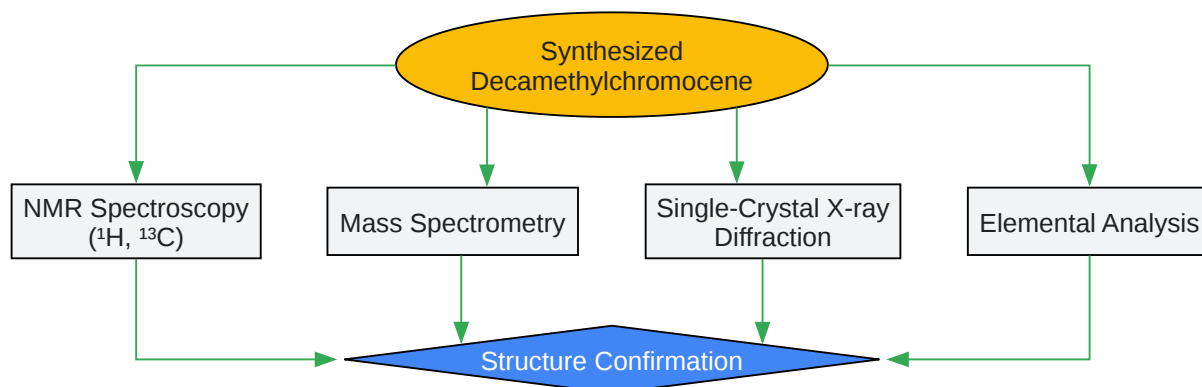 Synthesized
Decamethylchromocene
NMR Spectroscopy
(¹H, ¹³C)
Mass Spectrometry
Single-Crystal X-ray
Diffraction
Elemental Analysis
Structure Confirmation